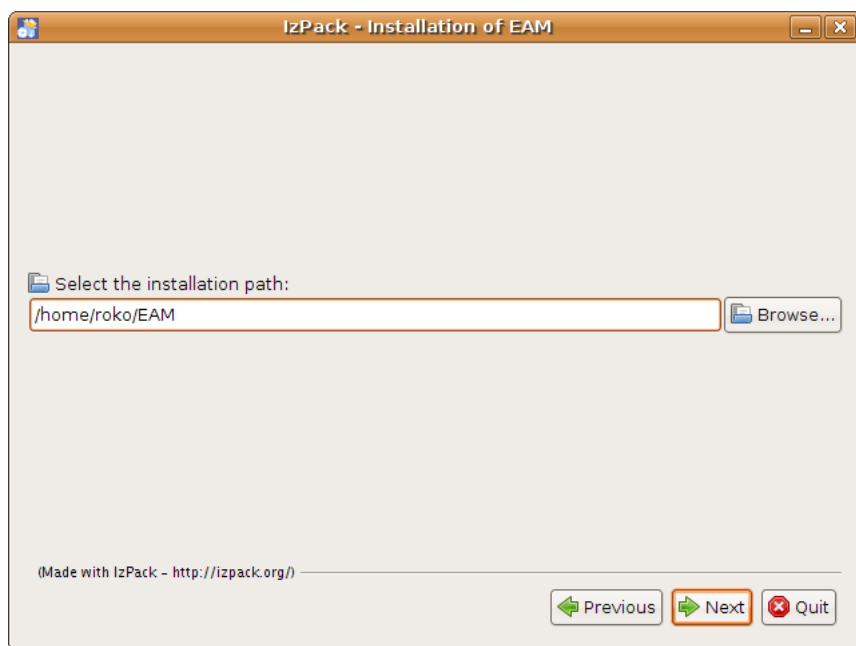 IzPack - Installation of EAM
Select the installation path:
/home/roko/EAM
Browse...
(Made with IzPack - http://izpack.org/)
Previous
Next
Quit